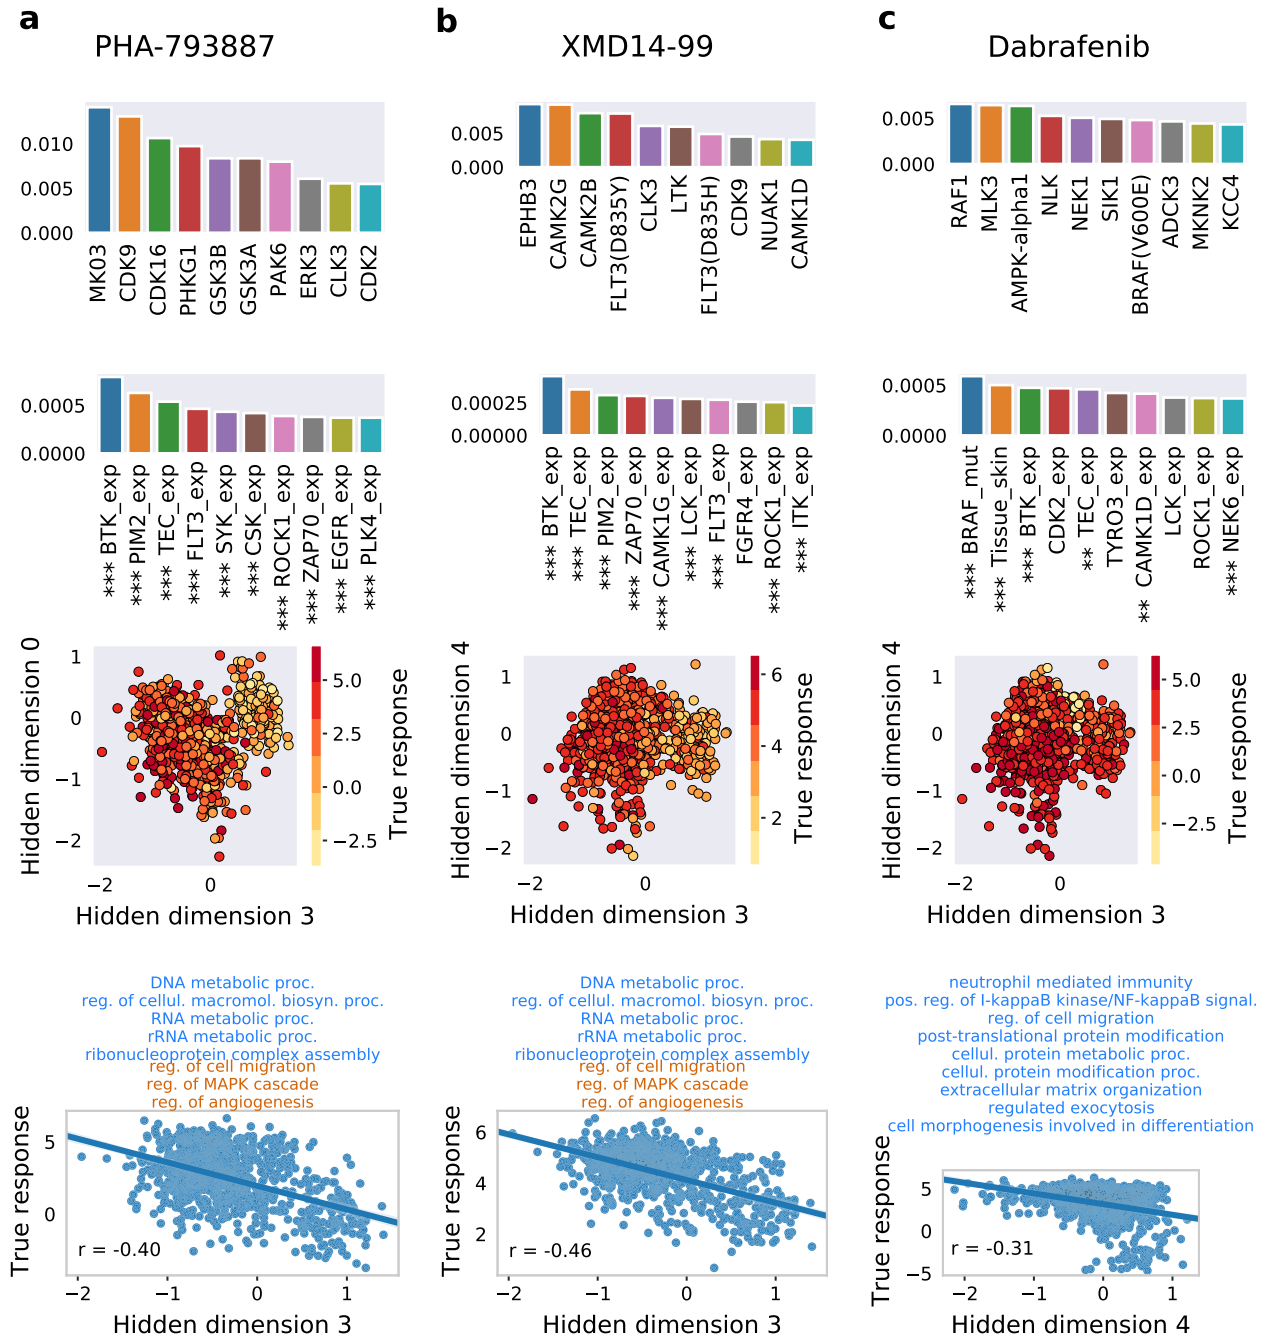 a
PHA-793887
0.010
0.005
0.000
MK03
CDK9
CDK16
PHKG1
GSK3B
GSK3A
PAK6
ERK3
CLK3
CDK2
0.0005
0.0000
*** BTK_exp
*** PIM2_exp
*** TEC_exp
*** FLT3_exp
*** SYK_exp
*** CSK_exp
*** ROCK1_exp
*** ZAP70_exp
*** EGFR_exp
*** PLK4_exp
Hidden dimension 0
1
0
−1
−2
−2
0
Hidden dimension 3
5.0
2.5
0.0
−2.5
True response
DNA metabolic proc.
reg. of cellul. macromol. biosyn. proc.
RNA metabolic proc.
rRNA metabolic proc.
ribonucleoprotein complex assembly
reg. of cell migration
reg. of MAPK cascade
reg. of angiogenesis
True response
5
0
r = -0.40
−2
−1
0
1
Hidden dimension 3
b
XMD14-99
0.005
0.000
EPHB3
CAMK2G
CAMK2B
FLT3(D835Y)
CLK3
LTK
FLT3(D835H)
CDK9
NUAK1
CAMK1D
0.00025
0.00000
*** BTK_exp
*** TEC_exp
*** PIM2_exp
*** ZAP70_exp
*** CAMK1G_exp
*** LCK_exp
*** FLT3_exp
FGFR4_exp
*** ROCK1_exp
*** ITK_exp
Hidden dimension 4
1
0
−1
−2
−2
0
Hidden dimension 3
6
4
2
True response
DNA metabolic proc.
reg. of cellul. macromol. biosyn. proc.
RNA metabolic proc.
rRNA metabolic proc.
ribonucleoprotein complex assembly
reg. of cell migration
reg. of MAPK cascade
reg. of angiogenesis
True response
6
4
2
r = -0.46
−2
−1
0
1
Hidden dimension 3
c
Dabrafenib
0.005
0.000
RAF1
MLK3
AMPK-alpha1
NLK
NEK1
SIK1
BRAF(V600E)
ADCK3
MKNK2
KCC4
0.0005
0.0000
*** BRAF_mut
*** Tissue_skin
*** BTK_exp
CDK2_exp
** TEC_exp
TYRO3_exp
** CAMK1D_exp
LCK_exp
ROCK1_exp
*** NEK6_exp
Hidden dimension 4
1
0
−1
−2
−2
0
Hidden dimension 3
5.0
2.5
0.0
−2.5
True response
neutrophil mediated immunity
pos. reg. of I-kappaB kinase/NF-kappaB signal.
reg. of cell migration
post-translational protein modification
cellul. protein metabolic proc.
cellul. protein modification proc.
extracellular matrix organization
regulated exocytosis
cell morphogenesis involved in differentiation
True response
5
0
−5
r = -0.31
−2
−1
0
1
Hidden dimension 4